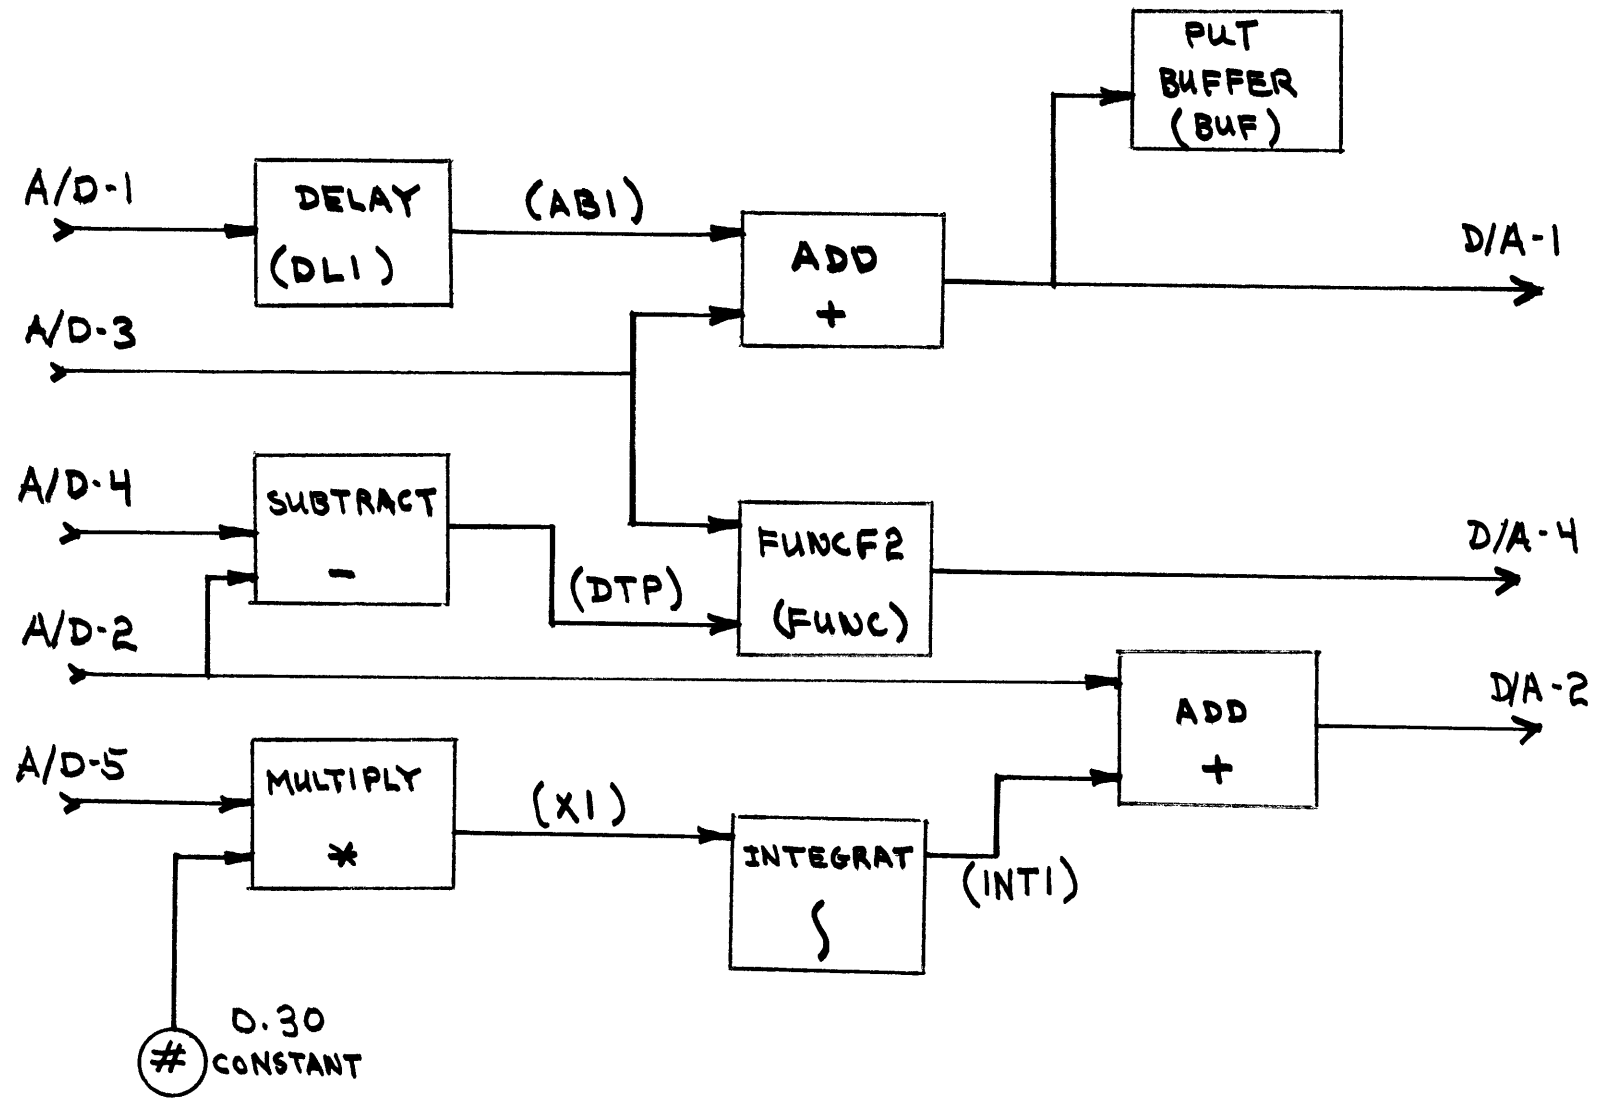 PUT
BUFFER
(BUF)
A/D-1
DELAY
(DL1)
(AB1)
ADD
+
D/A-1
A/D-3
A/D-4
SUBTRACT
-
(DTP)
FUNCF2
(FUNC)
D/A-4
A/D-2
ADD
+
D/A-2
A/D-5
MULTIPLY
*
(X1)
INTEGRAT
∫
(INT1)
#
0.30
CONSTANT